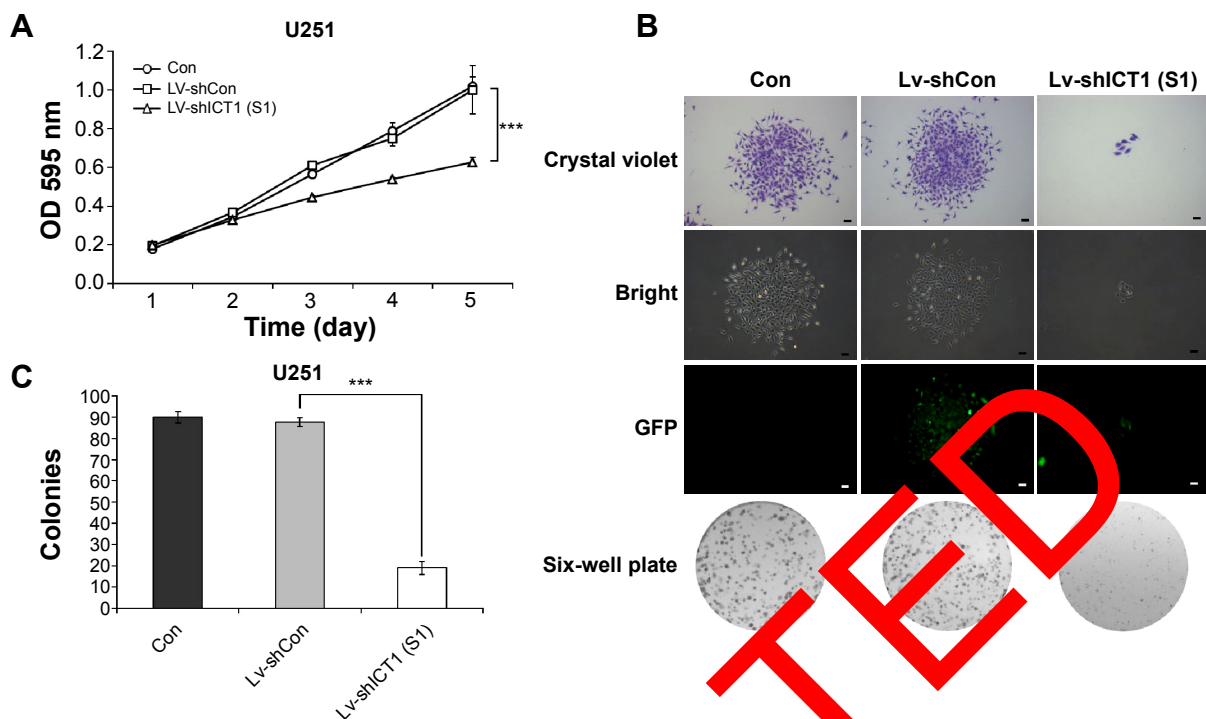 A
U251
Con
LV-shCon
LV-shICT1 (S1)
OD 595 nm
1.2
1.0
0.8
0.6
0.4
0.2
0.0
***
1 2 3 4 5
Time (day)
B
Con Lv-shCon Lv-shICT1 (S1)
Crystal violet
Bright
GFP
Six-well plate
C
U251
***
Colonies
100
90
80
70
60
50
40
30
20
10
0
Con
Lv-shCon
Lv-shICT1 (S1)
TED